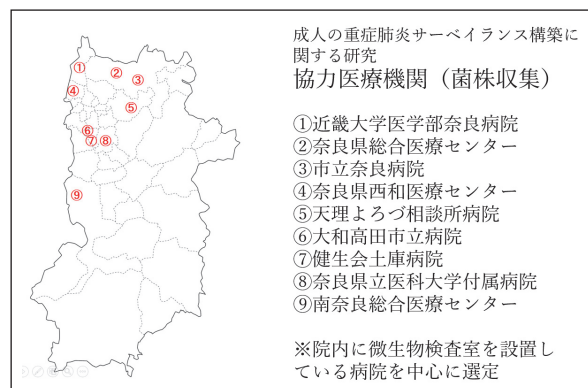 成人の重症肺炎サーベイランス構築に
関する研究
協力医療機関（菌株収集）
①近畿大学医学部奈良病院
②奈良県総合医療センター
③市立奈良病院
④奈良県西和医療センター
⑤天理よろづ相談所病院
⑥大和高田市立病院
⑦健生会土庫病院
⑧奈良県立医科大学付属病院
⑨南奈良総合医療センター
※院内に微生物検査室を設置し
ている病院を中心に選定
①
②
③
④
⑤
⑥
⑦⑧
⑨